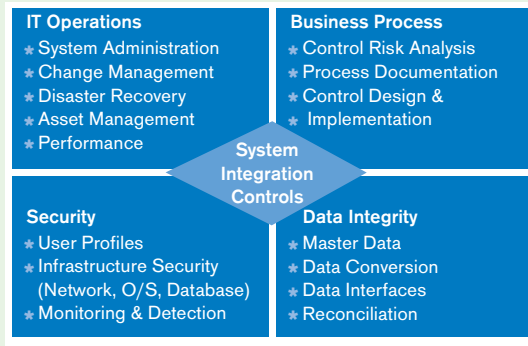 IT Operations
* System Administration
* Change Management
* Disaster Recovery
* Asset Management
* Performance
Business Process
* Control Risk Analysis
* Process Documentation
* Control Design &
* Implementation
System
Integration
Controls
Security
* User Profiles
* Infrastructure Security
(Network, O/S, Database)
* Monitoring & Detection
Data Integrity
* Master Data
* Data Conversion
* Data Interfaces
* Reconciliation